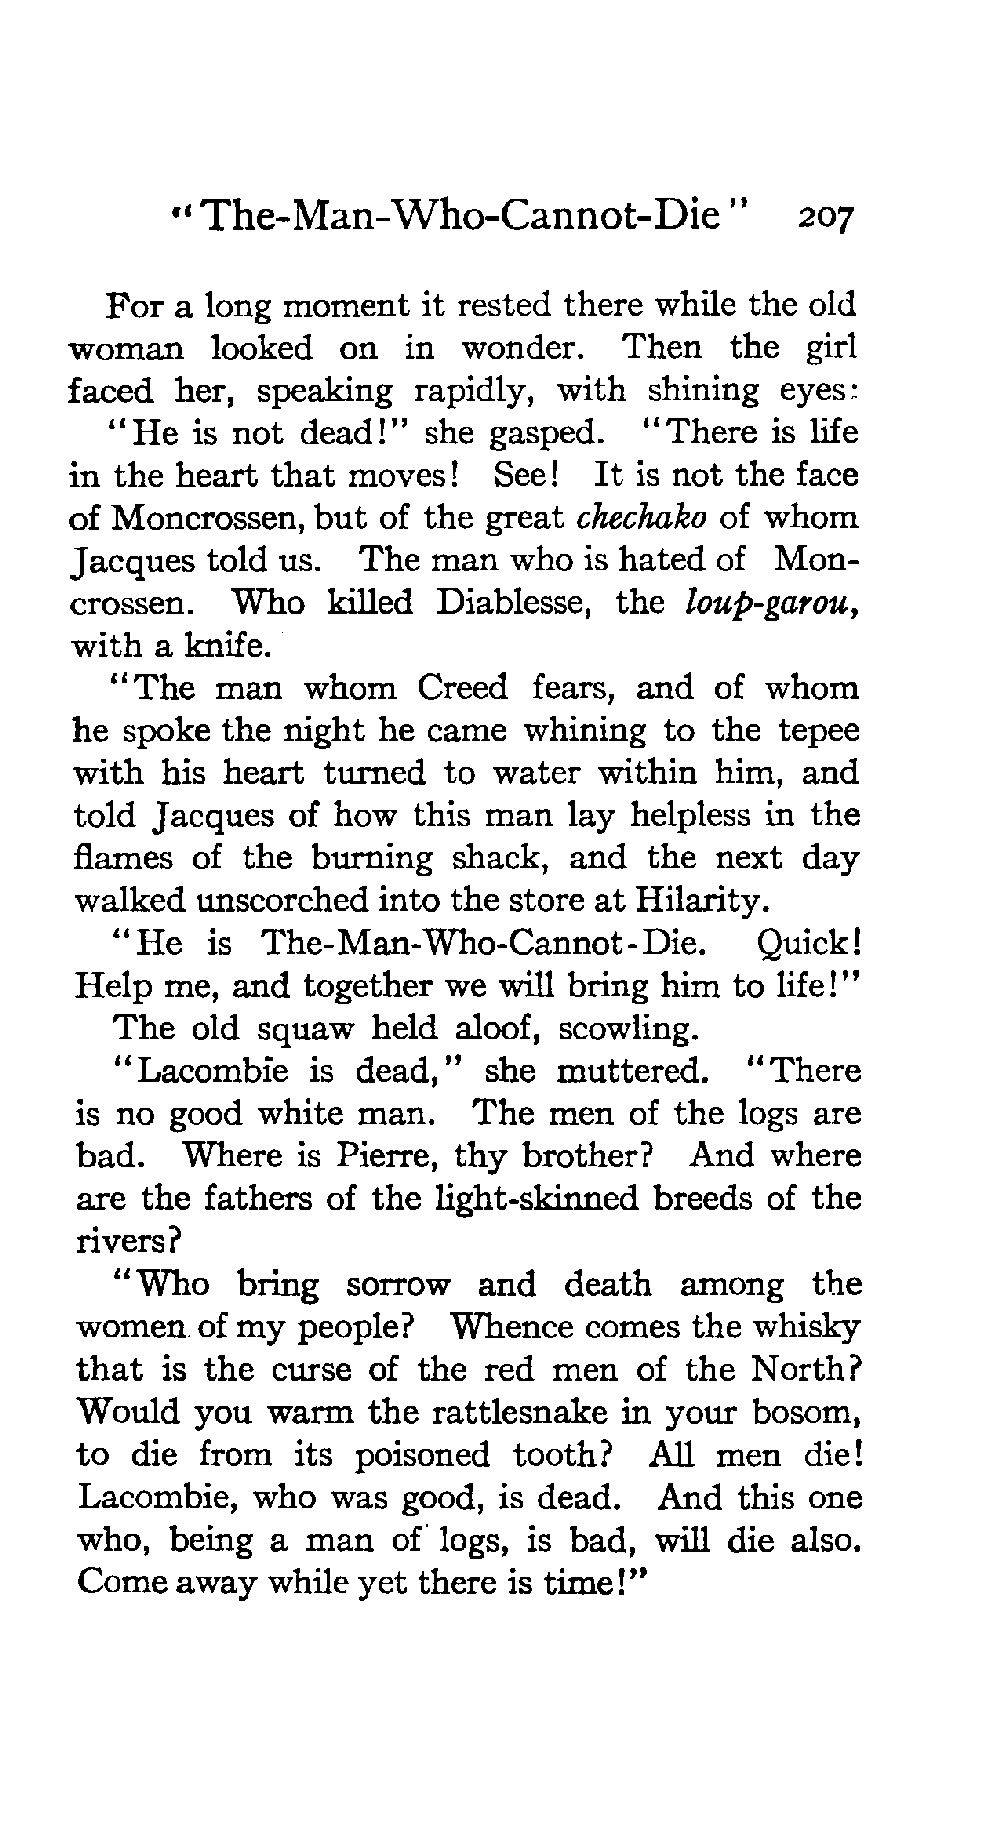 "The-Man-Who-Cannot-Die" 207
For a long moment it rested there while the old
woman looked on in wonder. Then the girl
faced her, speaking rapidly, with shining eyes:
"He is not dead!" she gasped. "There is life
in the heart that moves! See! It is not the face
of Moncrossen, but of the great chechako of whom
Jacques told us. The man who is hated of Mon-
crossen. Who killed Diablesse, the loup-garou,
with a knife.
"The man whom Creed fears, and of whom
he spoke the night he came whining to the tepee
with his heart turned to water within him, and
told Jacques of how this man lay helpless in the
flames of the burning shack, and the next day
walked unscorched into the store at Hilarity.
"He is The-Man-Who-Cannot-Die. Quick!
Help me, and together we will bring him to life!"
The old squaw held aloof, scowling.
"Lacombie is dead," she muttered. "There
is no good white man. The men of the logs are
bad. Where is Pierre, thy brother? And where
are the fathers of the light-skinned breeds of the
rivers?
"Who bring sorrow and death among the
women of my people? Whence comes the whisky
that is the curse of the red men of the North?
Would you warm the rattlesnake in your bosom,
to die from its poisoned tooth? All men die!
Lacombie, who was good, is dead. And this one
who, being a man of logs, is bad, will die also.
Come away while yet there is time!"